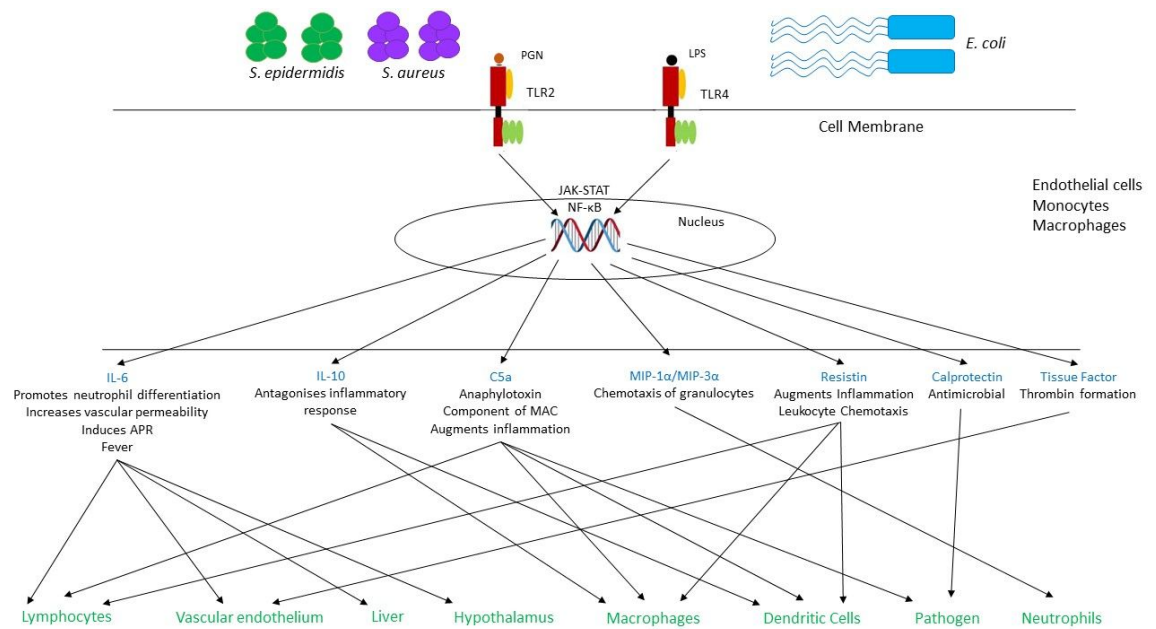 S. epidermidis
S. aureus
PGN
TLR2
LPS
TLR4
E. coli
Cell Membrane
JAK-STAT
NF-κB
Nucleus
Endothelial cells
Monocytes
Macrophages
IL-6
Promotes neutrophil differentiation
Increases vascular permeability
Induces APR
Fever
IL-10
Antagonises inflammatory
response
C5a
Anaphylotoxin
Component of MAC
Augments inflammation
MIP-1α/MIP-3α
Chemotaxis of granulocytes
Resistin
Augments Inflammation
Leukocyte Chemotaxis
Calprotectin
Antimicrobial
Tissue Factor
Thrombin formation
Lymphocytes
Vascular endothelium
Liver
Hypothalamus
Macrophages
Dendritic Cells
Pathogen
Neutrophils